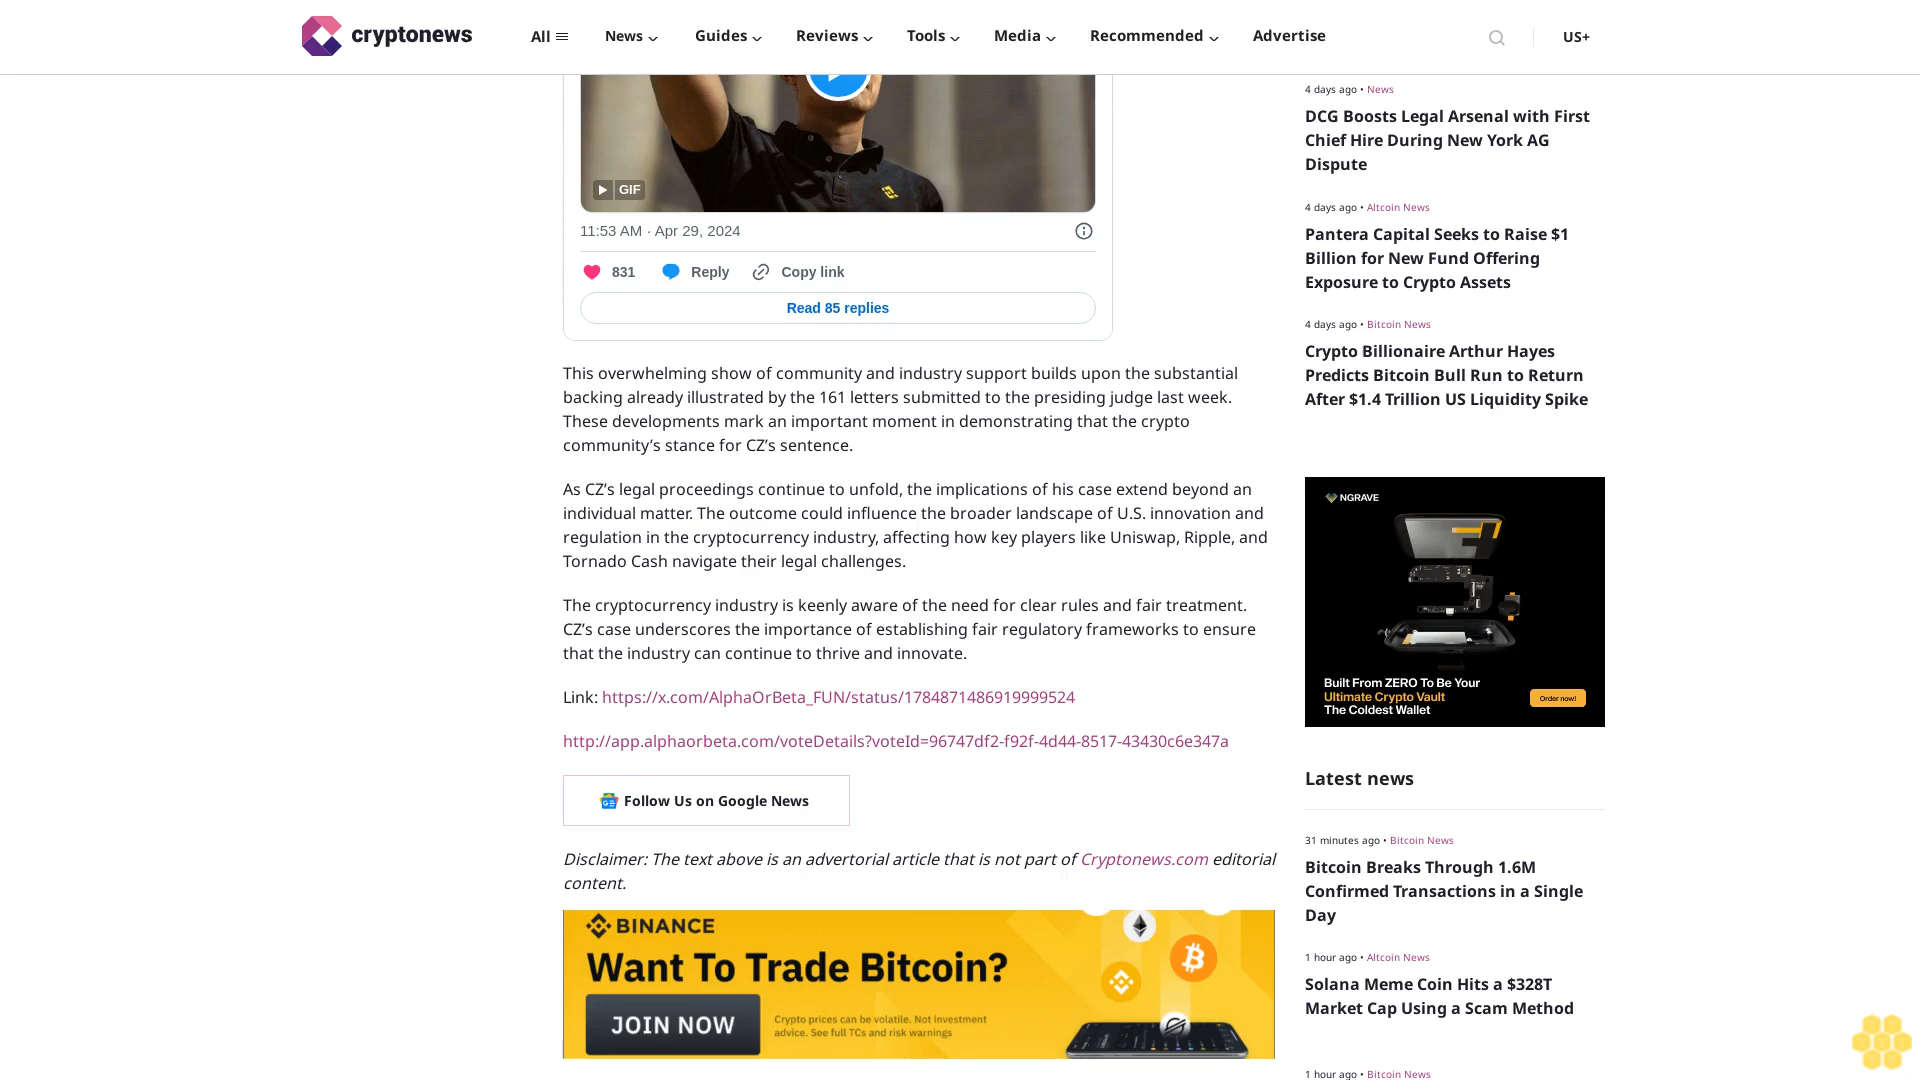 cryptonews
All
News
Guides
Reviews
Tools
Media
Recommended
Advertise
US+
GIF
11:53 AM · Apr 29, 2024
831
Reply
Copy link
Read 85 replies
This overwhelming show of community and industry support builds upon the substantial
backing already illustrated by the 161 letters submitted to the presiding judge last week.
These developments mark an important moment in demonstrating that the crypto
community’s stance for CZ’s sentence.
As CZ’s legal proceedings continue to unfold, the implications of his case extend beyond an
individual matter. The outcome could influence the broader landscape of U.S. innovation and
regulation in the cryptocurrency industry, affecting how key players like Uniswap, Ripple, and
Tornado Cash navigate their legal challenges.
The cryptocurrency industry is keenly aware of the need for clear rules and fair treatment.
CZ’s case underscores the importance of establishing fair regulatory frameworks to ensure
that the industry can continue to thrive and innovate.
Link: https://x.com/AlphaOrBeta_FUN/status/1784871486919999524
http://app.alphaorbeta.com/voteDetails?voteId=96747df2-f92f-4d44-8517-43430c6e347a
Follow Us on Google News
Disclaimer: The text above is an advertorial article that is not part of Cryptonews.com editorial
content.
BINANCE
Want To Trade Bitcoin?
JOIN NOW
Crypto prices can be volatile. Not investment
advice. See full TCs and risk warnings
4 days ago • News
DCG Boosts Legal Arsenal with First
Chief Hire During New York AG
Dispute
4 days ago • Altcoin News
Pantera Capital Seeks to Raise $1
Billion for New Fund Offering
Exposure to Crypto Assets
4 days ago • Bitcoin News
Crypto Billionaire Arthur Hayes
Predicts Bitcoin Bull Run to Return
After $1.4 Trillion US Liquidity Spike
NGRAVE
Built From ZERO To Be Your
Ultimate Crypto Vault
The Coldest Wallet
Order now!
Latest news
31 minutes ago • Bitcoin News
Bitcoin Breaks Through 1.6M
Confirmed Transactions in a Single
Day
1 hour ago • Altcoin News
Solana Meme Coin Hits a $328T
Market Cap Using a Scam Method
1 hour ago • Bitcoin News